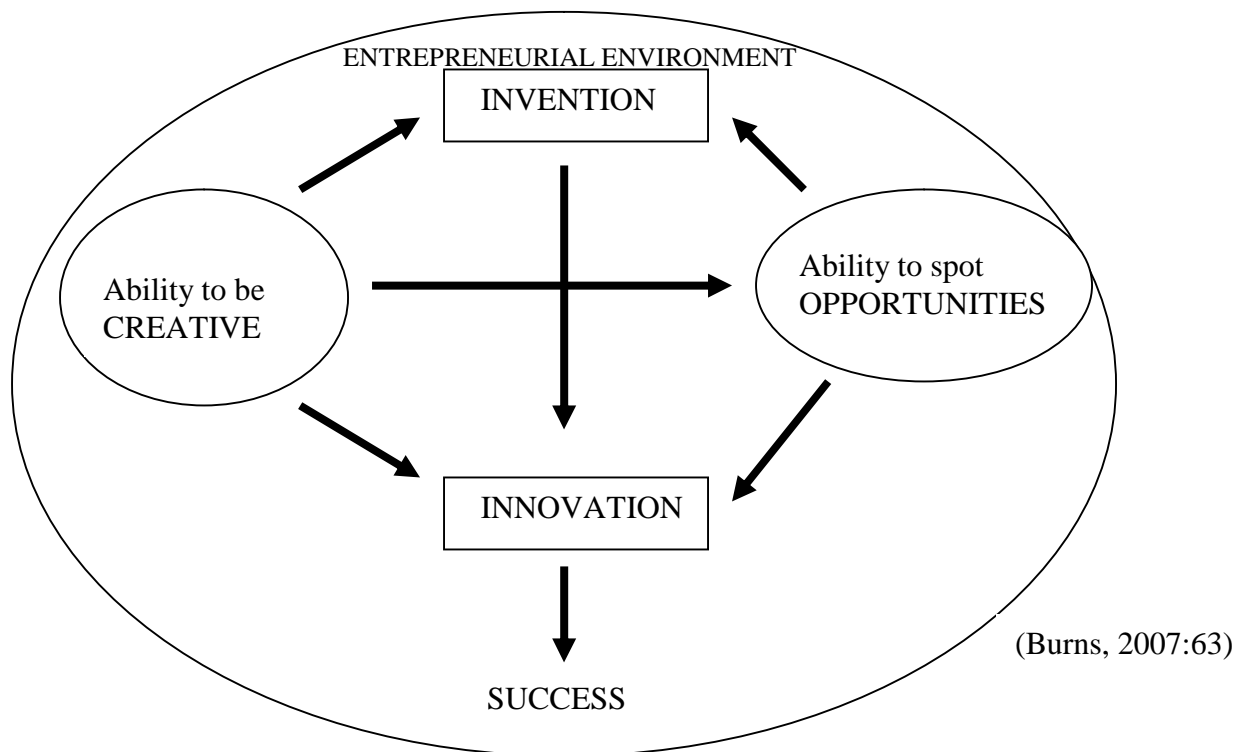 ENTREPRENEURIAL ENVIRONMENT
INVENTION
Ability to be
CREATIVE
Ability to spot
OPPORTUNITIES
INNOVATION
(Burns, 2007:63)
SUCCESS